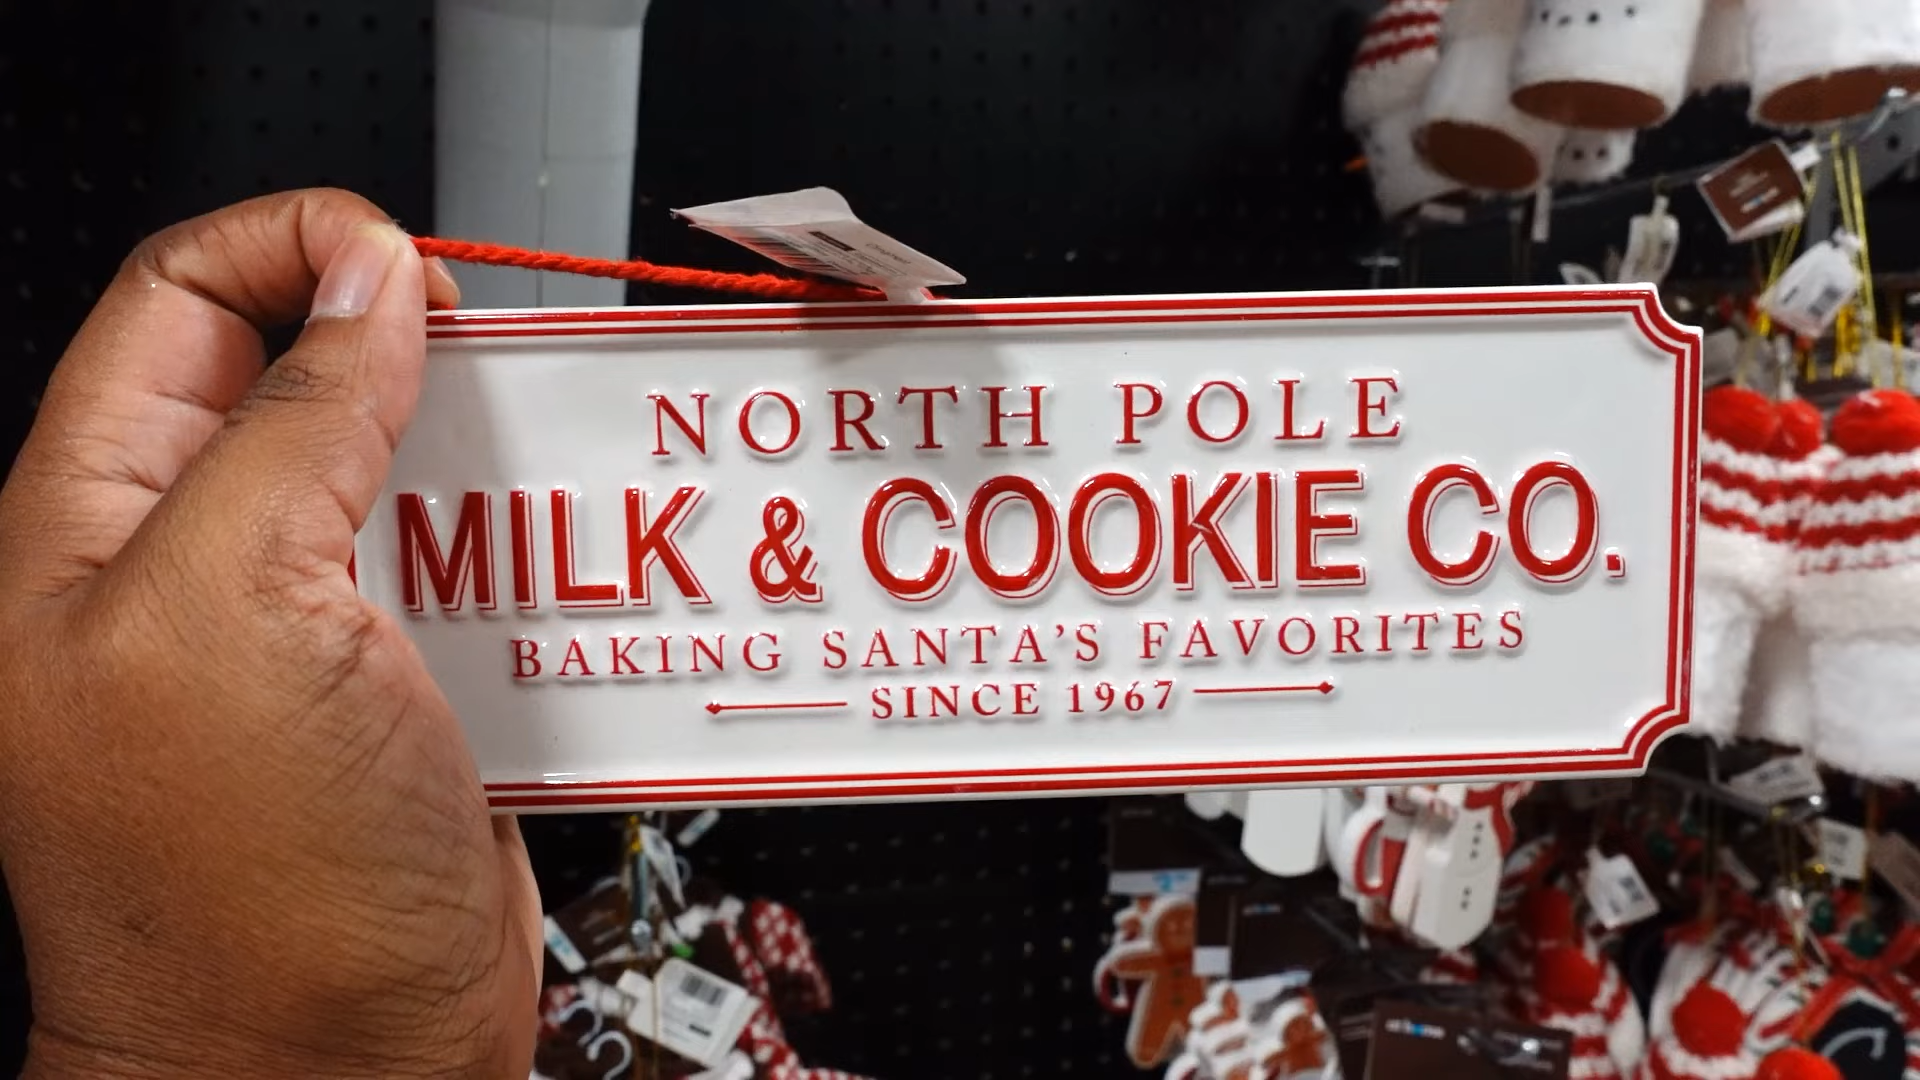 NORTH POLE
MILK & COOKIE CO.
BAKING SANTA'S FAVORITES
SINCE 1967